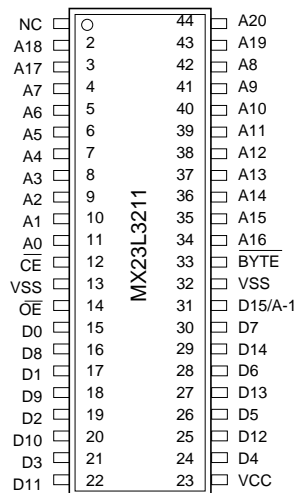 NC 44 A20
A18 2 43 A19
A17 3 42 A8
A7 4 41 A9
A6 5 40 A10
A5 6 39 A11
A4 7 38 A12
A3 8 37 A13
A2 9 36 A14
A1 10 35 A15
A0 11 34 A16
CE 12 33 BYTE
VSS 13 32 VSS
OE 14 31 D15/A-1
D0 15 30 D7
D8 16 29 D14
D1 17 28 D6
D9 18 27 D13
D2 19 26 D5
D10 20 25 D12
D3 21 24 D4
D11 22 23 VCC
MX23L3211